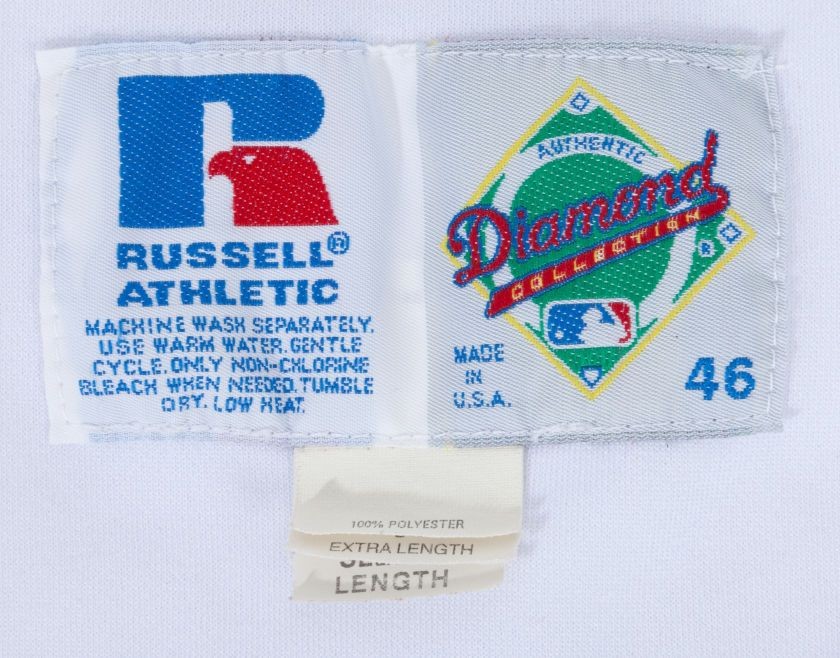 RUSSELL®
ATHLETIC
MACHINE WASH SEPARATELY.
USE WARM WATER. GENTLE
CYCLE. ONLY NON-CHLORINE
BLEACH WHEN NEEDED. TUMBLE
DRY. LOW HEAT.
AUTHENTIC
Diamond
COLLECTION
®
MADE
IN
U.S.A.
46
100% POLYESTER
EXTRA LENGTH
LENGTH